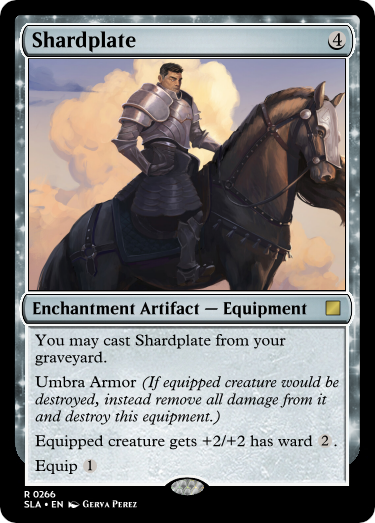 Shardplate 4
Enchantment Artifact — Equipment
You may cast Shardplate from your
graveyard.
Umbra Armor (If equipped creature would be
destroyed, instead remove all damage from it
and destroy this equipment.)
Equipped creature gets +2/+2 has ward 2 .
Equip 1
R 0266
SLA • EN Gerva Perez